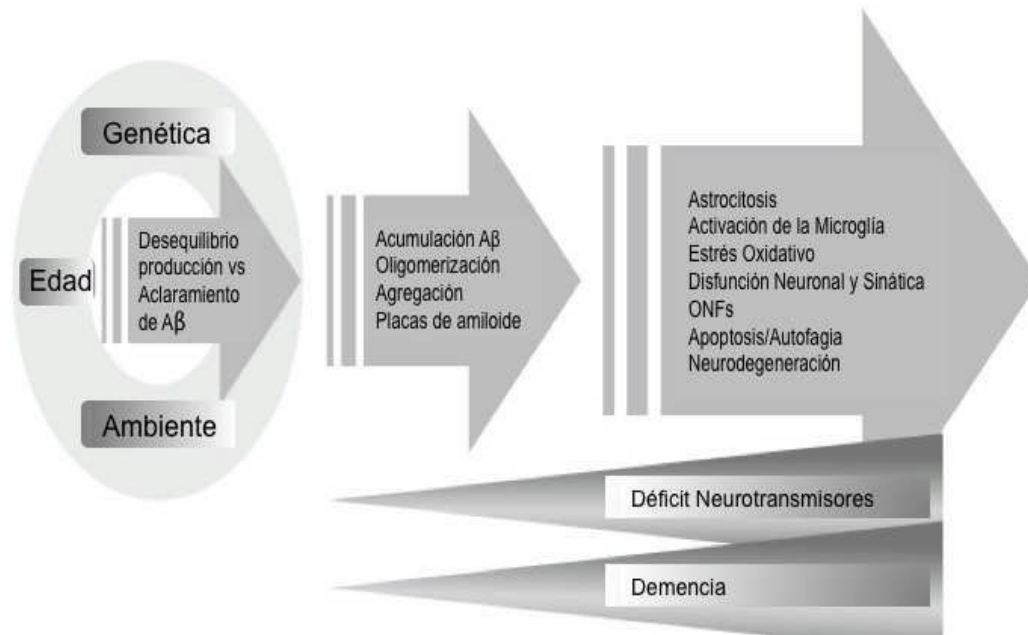 Genética
Edad
Ambiente
Desequilibrio
producción vs
Aclaramiento
de Aβ
Acumulación Aβ
Oligomerización
Agregación
Placas de amiloide
Astrocitosis
Activación de la Microglía
Estrés Oxidativo
Disfunción Neuronal y Sinática
ONFs
Apoptosis/Autofagia
Neurodegeneración
Déficit Neurotransmisores
Demencia